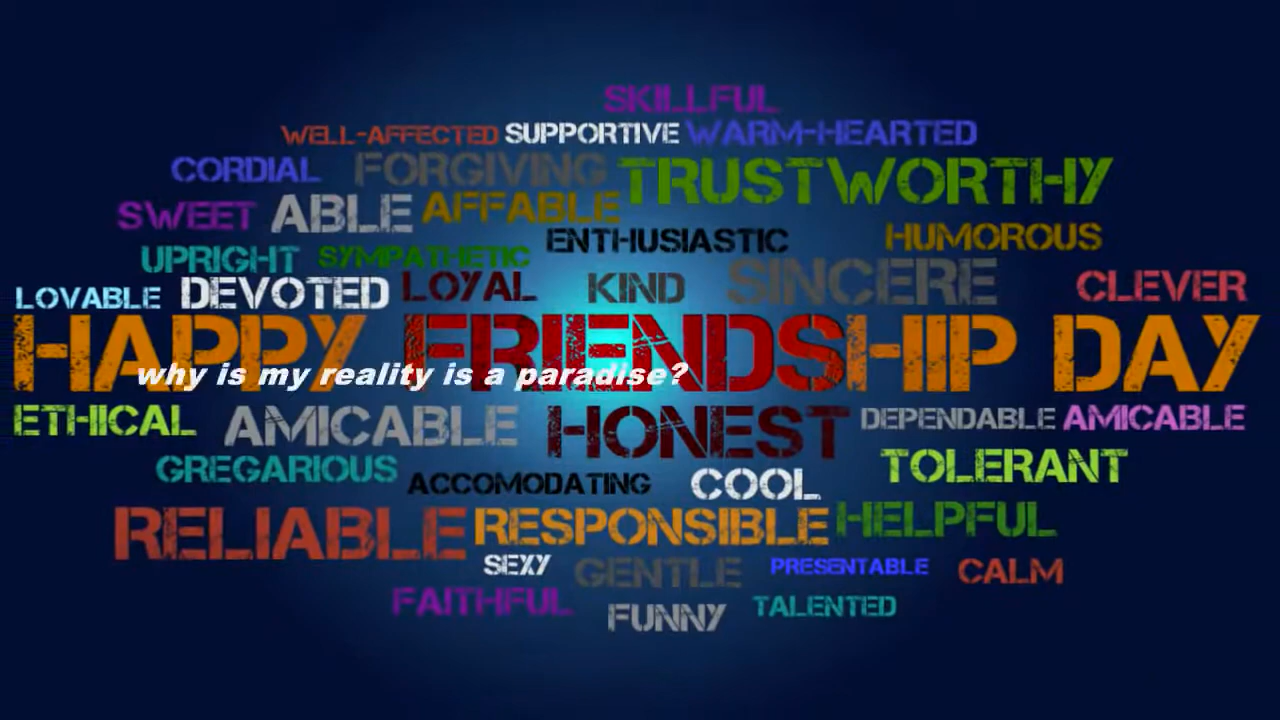 SKILLFUL
WELL-AFFECTED SUPPORTIVE WARM-HEARTED
CORDIAL FORGIVING TRUSTWORTHY
SWEET ABLE AFFABLE
ENTHUSIASTIC HUMOROUS
UPRIGHT SYMPATHETIC
LOVABLE DEVOTED LOYAL KIND SINCERE CLEVER
HAPPY FRIENDSHIP DAY
why is my reality is a paradise?
ETHICAL AMICABLE HONEST DEPENDABLE AMICABLE
GREGARIOUS ACCOMODATING COOL TOLERANT
RELIABLE RESPONSIBLE HELPFUL
SEXY GENTLE PRESENTABLE CALM
FAITHFUL FUNNY TALENTED